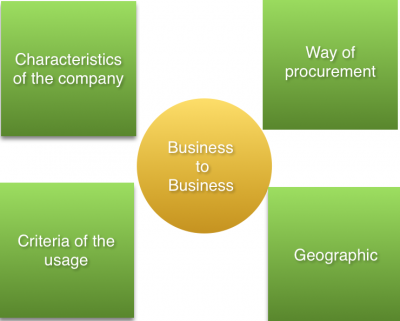 Characteristics
of the company
Way of
procurement
Business
to
Business
Criteria of the
usage
Geographic